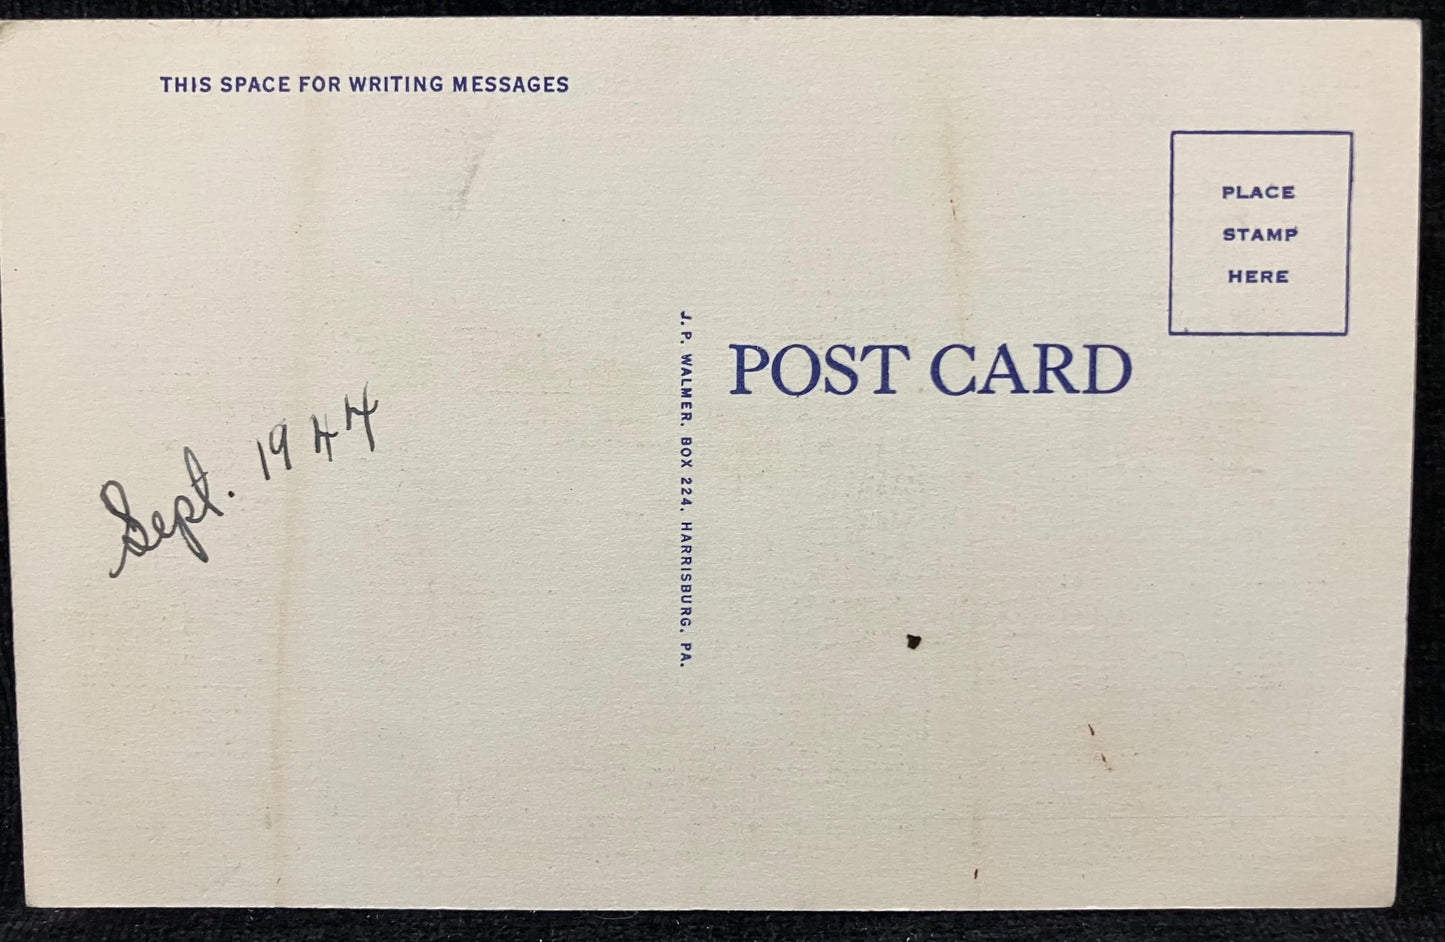 THIS SPACE FOR WRITING MESSAGES
Sept. 1944
J. P. WALMER, BOX 224, HARRISBURG, PA.
POST CARD
PLACE
STAMP
HERE